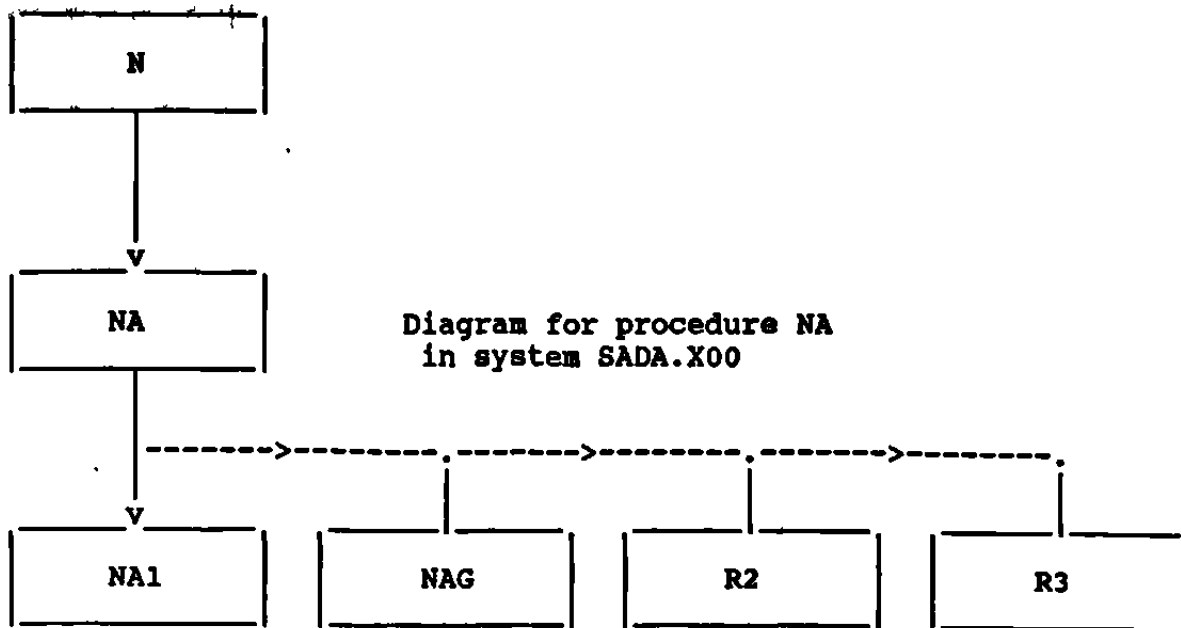 N
NA
Diagram for procedure NA
in system SADA.X00
NA1
NAG
R2
R3